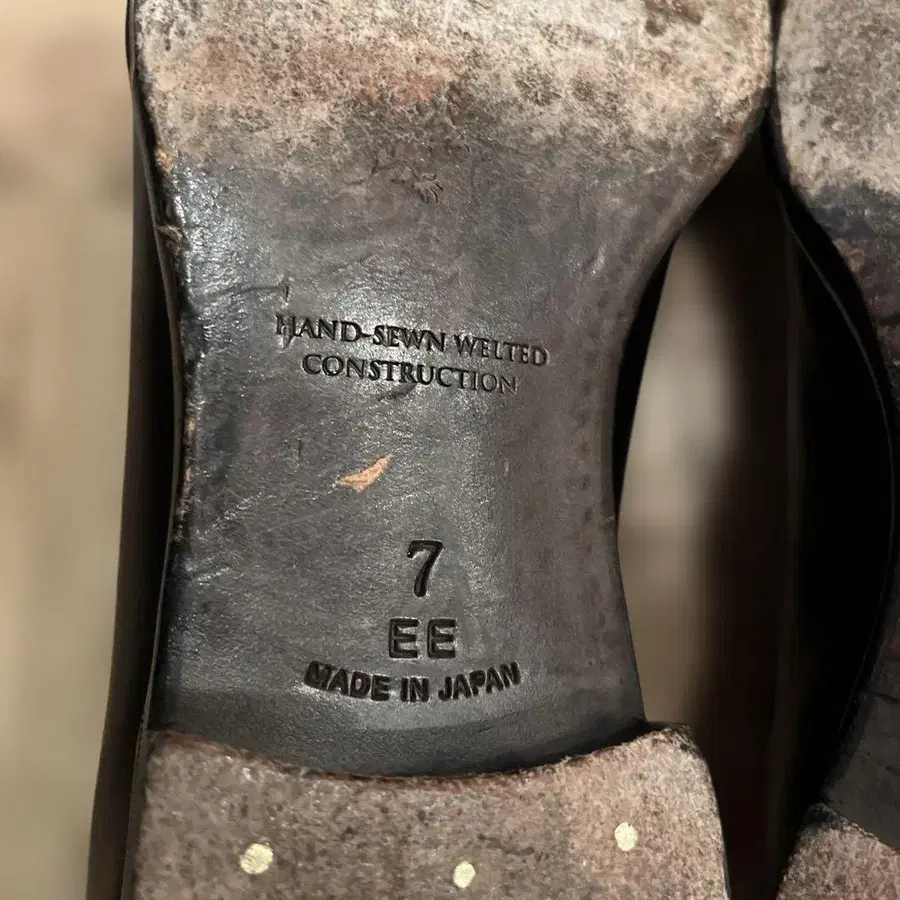 HAND-SEWN WELTED
CONSTRUCTION
7
EE
MADE IN JAPAN